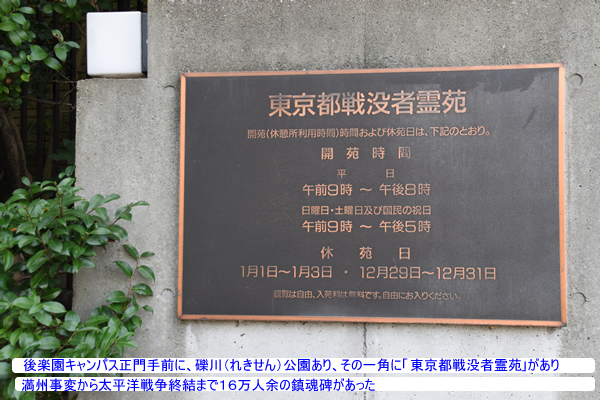 東京都戦没者霊苑
開苑(休憩所利用時間)時間および休苑日は、下記のとおり。
開苑時間
平日
午前9時 ～ 午後8時
日曜日・土曜日及び国民の祝日
午前9時 ～ 午後5時
休苑日
1月1日～1月3日 ・ 12月29日～12月31日
観覧は自由、入苑料は無料です。自由にお入りください。
後楽園キャンパス正門手前に、礫川(れきせん)公園あり、その一角に「東京都戦没者霊苑」があり
満州事変から太平洋戦争終結まで１６万人余の鎮魂碑があった